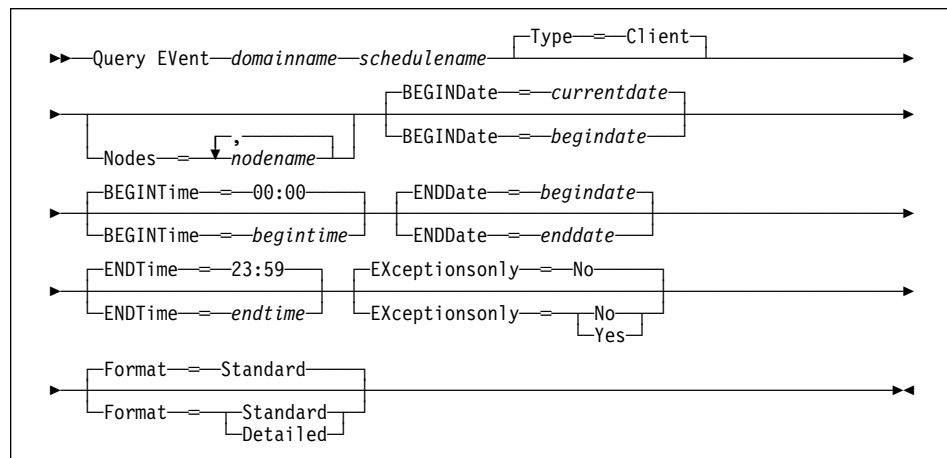 Type = Client
Query EVent domainname schedulename
BEGINDate = currentdate
BEGINDate = begindate
,
Nodes = nodename
BEGINTime = 00:00
BEGINTime = begintime
ENDDate = begindate
ENDDate = enddate
ENDTime = 23:59
ENDTime = endtime
EXceptionsonly = No
EXceptionsonly = No
Yes
Format = Standard
Format = Standard
Detailed